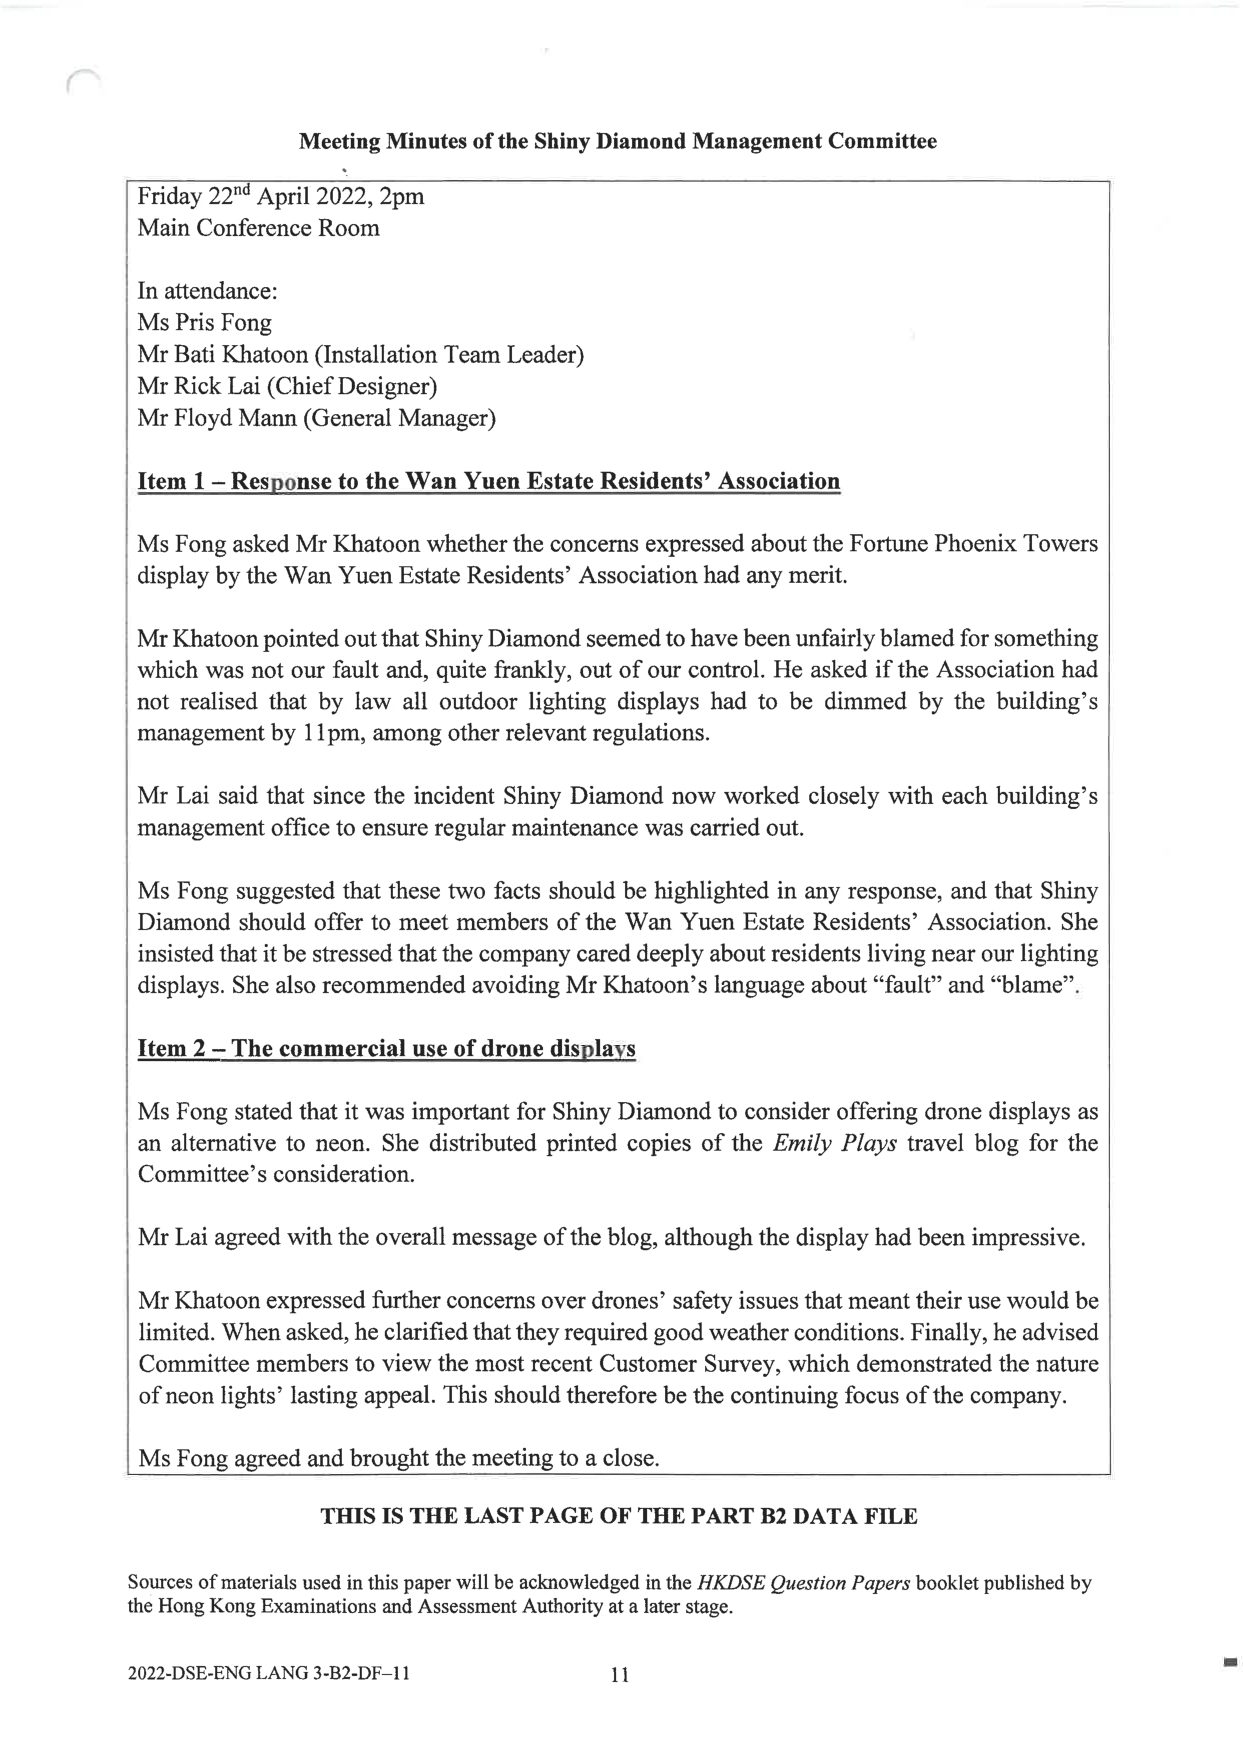 Meeting Minutes of the Shiny Diamond Management Committee
Friday 22nd April 2022, 2pm
Main Conference Room
In attendance:
Ms Pris Fong
Mr Bati Khatoon (Installation Team Leader)
Mr Rick Lai (Chief Designer)
Mr Floyd Mann (General Manager)
Item 1 – Response to the Wan Yuen Estate Residents' Association
Ms Fong asked Mr Khatoon whether the concerns expressed about the Fortune Phoenix Towers
display by the Wan Yuen Estate Residents' Association had any merit.
Mr Khatoon pointed out that Shiny Diamond seemed to have been unfairly blamed for something
which was not our fault and, quite frankly, out of our control. He asked if the Association had
not realised that by law all outdoor lighting displays had to be dimmed by the building's
management by 11pm, among other relevant regulations.
Mr Lai said that since the incident Shiny Diamond now worked closely with each building's
management office to ensure regular maintenance was carried out.
Ms Fong suggested that these two facts should be highlighted in any response, and that Shiny
Diamond should offer to meet members of the Wan Yuen Estate Residents' Association. She
insisted that it be stressed that the company cared deeply about residents living near our lighting
displays. She also recommended avoiding Mr Khatoon's language about "fault" and "blame".
Item 2 – The commercial use of drone displays
Ms Fong stated that it was important for Shiny Diamond to consider offering drone displays as
an alternative to neon. She distributed printed copies of the Emily Plays travel blog for the
Committee's consideration.
Mr Lai agreed with the overall message of the blog, although the display had been impressive.
Mr Khatoon expressed further concerns over drones' safety issues that meant their use would be
limited. When asked, he clarified that they required good weather conditions. Finally, he advised
Committee members to view the most recent Customer Survey, which demonstrated the nature
of neon lights' lasting appeal. This should therefore be the continuing focus of the company.
Ms Fong agreed and brought the meeting to a close.
THIS IS THE LAST PAGE OF THE PART B2 DATA FILE
Sources of materials used in this paper will be acknowledged in the HKDSE Question Papers booklet published by
the Hong Kong Examinations and Assessment Authority at a later stage.
2022-DSE-ENG LANG 3-B2-DF–11
11